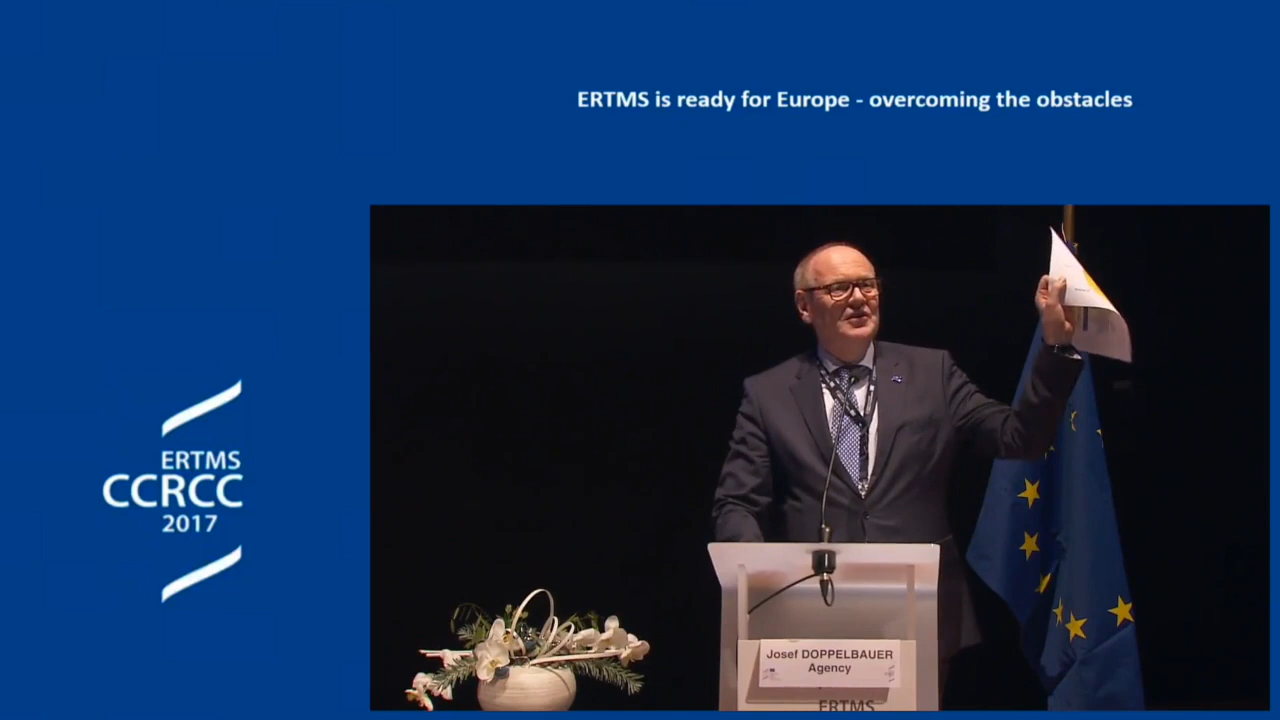 ERTMS is ready for Europe - overcoming the obstacles
ERTMS
CCRCC
2017
Josef DOPPELBAUER
Agency
ERTMS